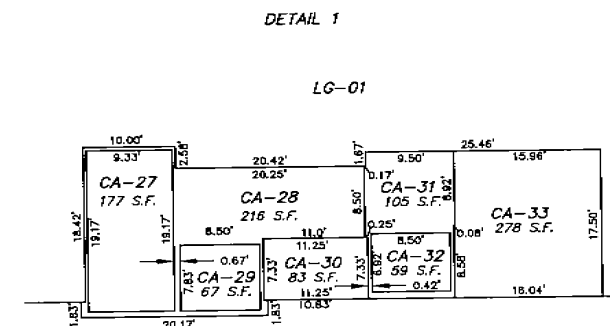 DETAIL 1
LG-01
10.00'
9.33'
2.58'
CA-27
177 S.F.
18.42'
19.17
19.17'
1.83'
20.17'
1.83'
20.42'
20.25'
CA-28
216 S.F.
8.50'
0.67'
7.83'
CA-29
67 S.F.
11.0'
11.25'
7.33'
CA-30
83 S.F.
7.33'
11.25'
10.83'
1.67'
0.17'
8.50'
0.25'
25.46'
9.50'
CA-31
105 S.F.
8.92'
8.50'
6.92'
CA-32
59 S.F.
0.42'
0.08'
8.58'
15.96'
CA-33
278 S.F.
17.50'
16.04'